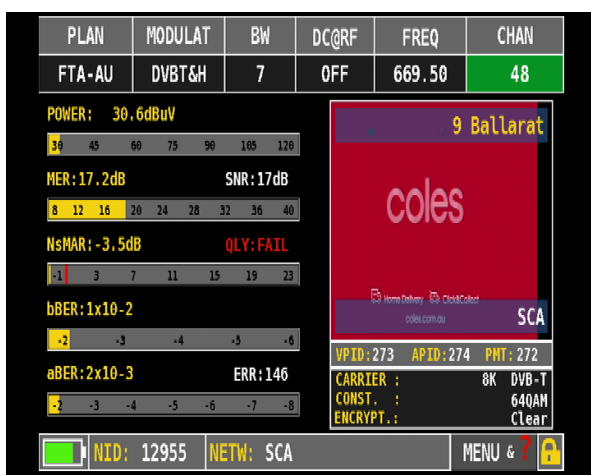 PLAN MODULAT BW DC@RF FREQ CHAN
FTA-AU DVBT&H 7 OFF 669.50 48
POWER: 30.6dBuV
30 45 60 75 90 105 120
MER:17.2dB SNR:17dB
8 12 16 20 24 28 32 36 40
NsMAR:-3.5dB QLY:FAIL
-1 3 7 11 15 19 23
bBER:1x10-2
-2 -3 -4 -5 -6
aBER:2x10-3 ERR:146
-2 -3 -4 -5 -6 -7 -8
9 Ballarat
coles
Home Delivery Click&Collect
coles.com.au
SCA
VPID:273 APID:274 PMT:272
CARRIER : 8K DVB-T
CONST. : 64QAM
ENCRYPT.: Clear
NID: 12955 NETW: SCA MENU & ?